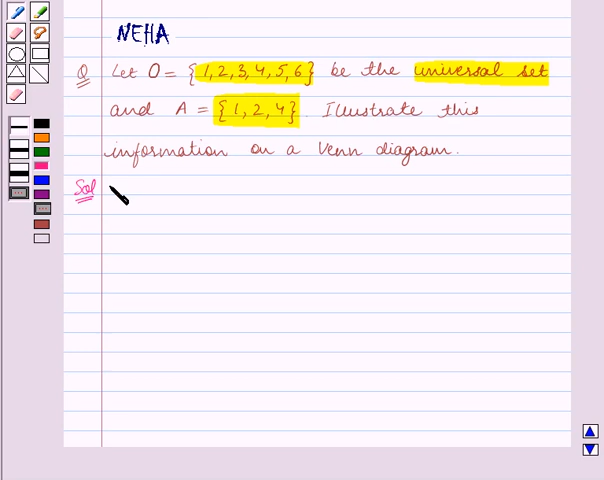 NEHA
Q Let O = {1,2,3,4,5,6} be the universal set
and A = {1,2,4}. Illustrate this
information on a Venn diagram.
Sol